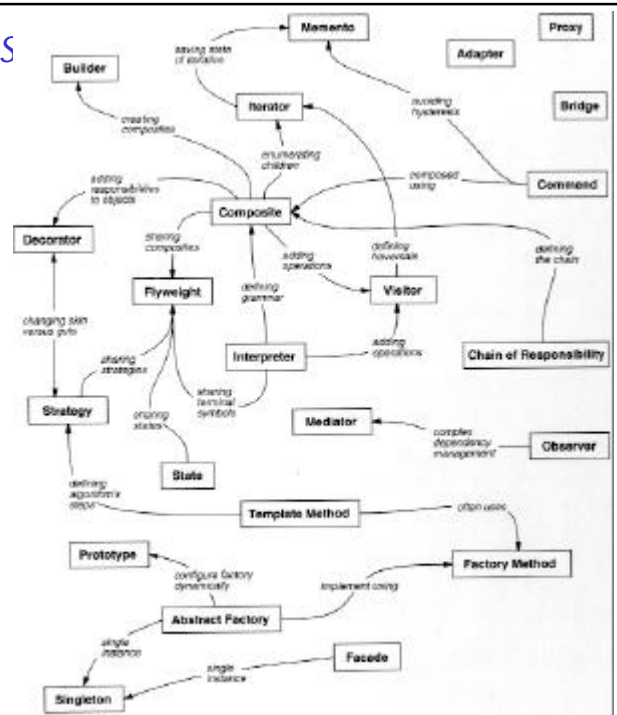 S
saving state
of iteration
Memento
Proxy
Adapter
Builder
Iterator
avoiding
hysteresis
Bridge
creating
composites
enumerating
children
adding
responsibilities
to objects
composed
using
Command
Composite
Decorator
sharing
composites
adding
operations
defining
traversals
defining
the chain
Flyweight
defining
grammar
Visitor
changing skin
versus guts
Interpreter
adding
operations
Chain of Responsibility
sharing
strategies
sharing
terminal
symbols
Strategy
sharing
states
Mediator
complex
dependency
management
Observer
State
defining
algorithm's
steps
Template Method
often uses
Prototype
Factory Method
configure factory
dynamically
implement using
Abstract Factory
single
instance
Facade
single
instance
Singleton